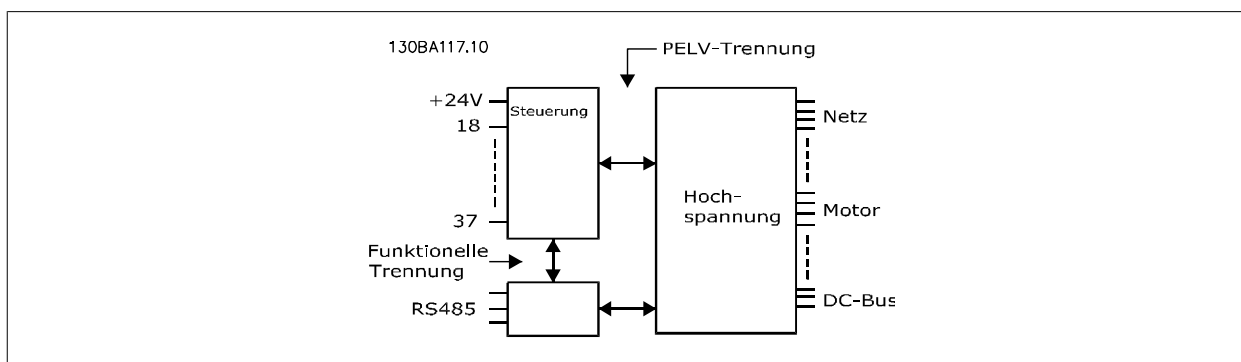 130BA117.10
PELV-Trennung
+24V
Steuerung
18
Netz
Hoch-
spannung
Motor
37
Funktionelle
Trennung
RS485
DC-Bus